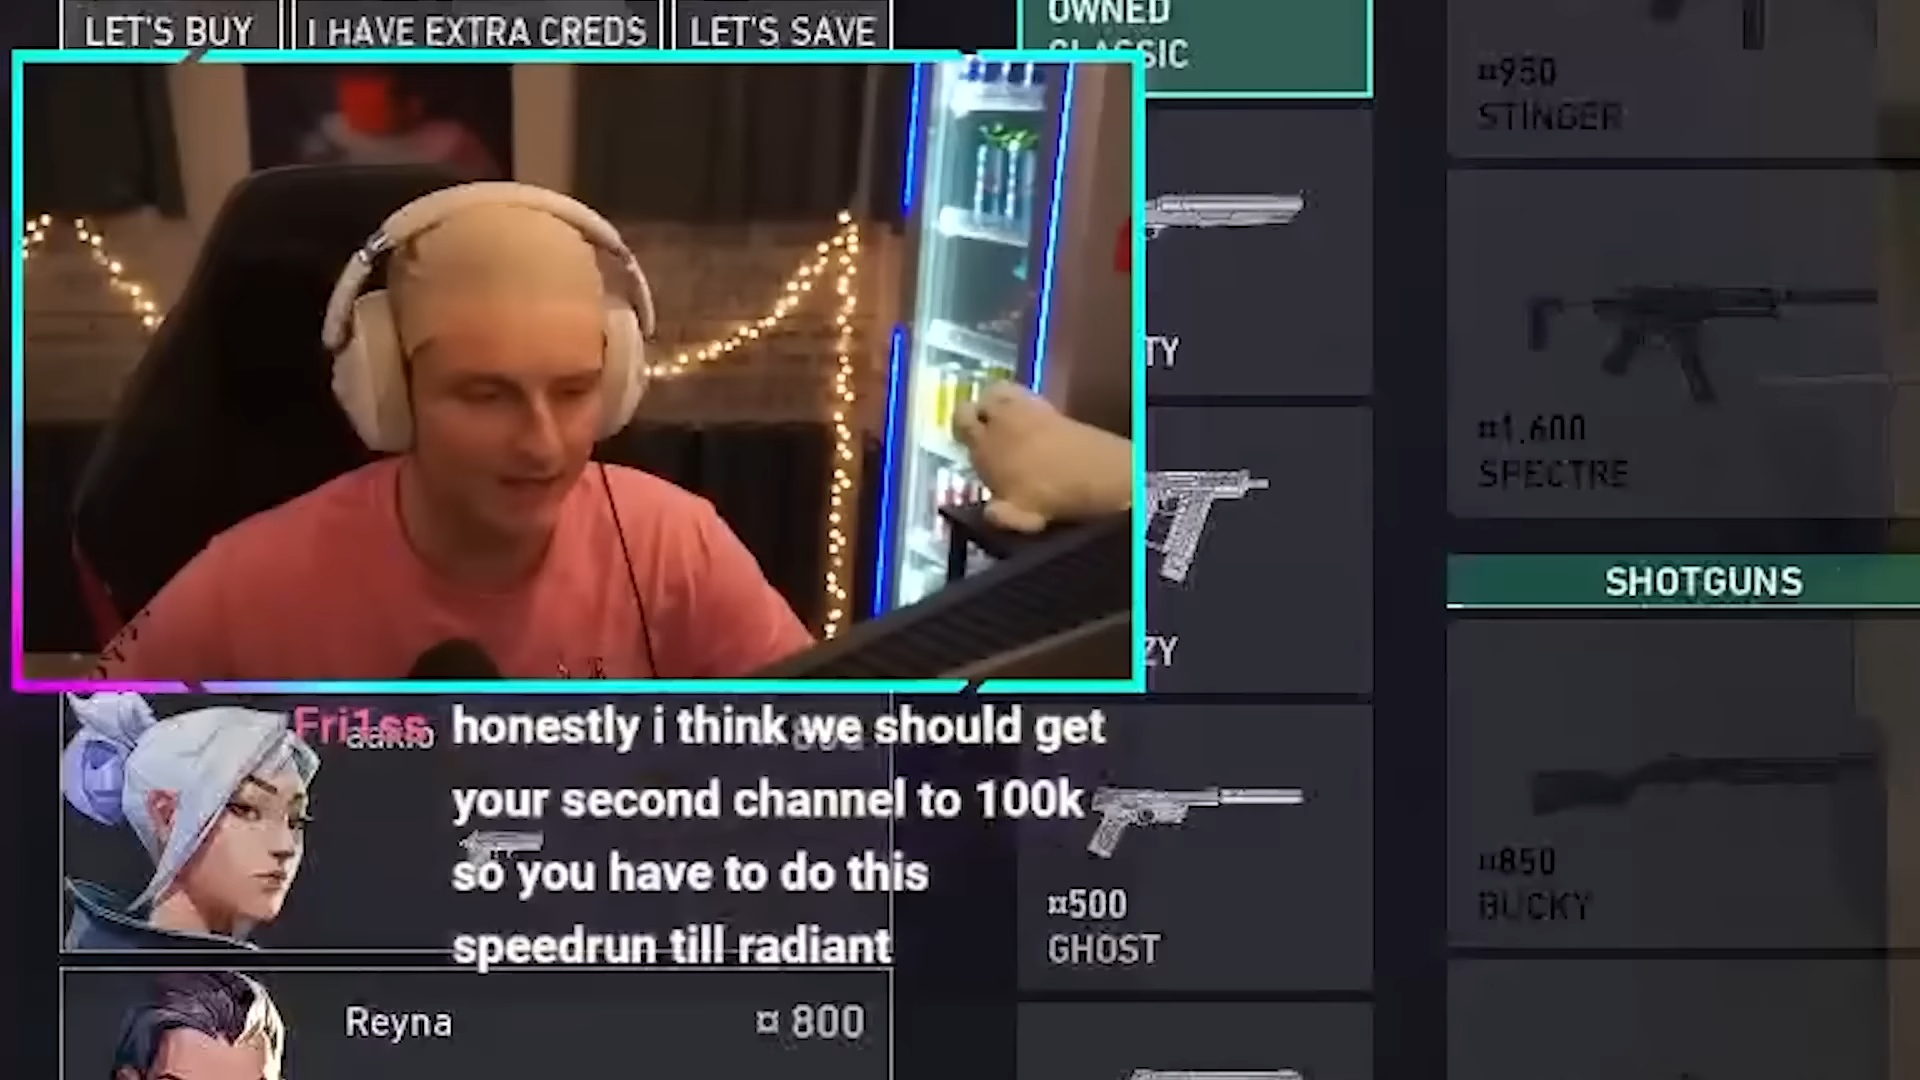 LET'S BUY
I HAVE EXTRA CREDS
LET'S SAVE
OWNED
CLASSIC
¤950
STINGER
TY
¤1,600
SPECTRE
ZY
SHOTGUNS
Fri1ss honestly i think we should get
your second channel to 100k
so you have to do this
speedrun till radiant
¤500
GHOST
¤850
BUCKY
Reyna
¤ 800